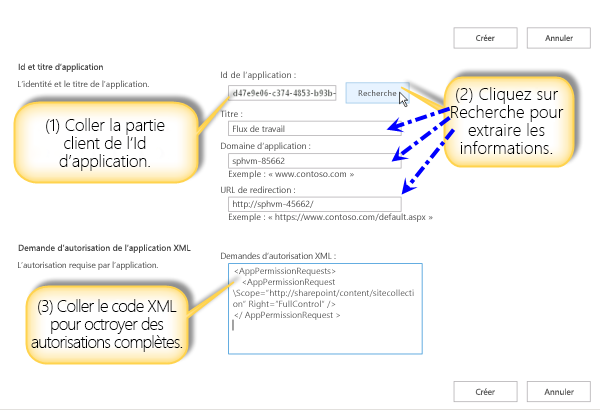 Créer
Annuler
Id et titre d'application
L'identité et le titre de l'application.
Id de l'application :
d47e9e06-c374-4853-b93b-
Recherche
(1) Coller la partie
client de l'Id
d'application.
(2) Cliquez sur
Recherche pour
extraire les
informations.
Titre :
Flux de travail
Domaine d'application :
sphvm-85662
Exemple : « www.contoso.com »
URL de redirection :
http://sphvm-45662/
Exemple : « https://www.contoso.com/default.aspx »
Demande d'autorisation de l'application XML
L'autorisation requise par l'application.
Demandes d'autorisation XML :
<AppPermissionRequests>
<AppPermissionRequest
\Scope="http://sharepoint/content/sitecollecti
on" Right="FullControl" />
</ AppPermissionRequest >
(3) Coller le code XML
pour octroyer des
autorisations complètes.
Créer
Annuler